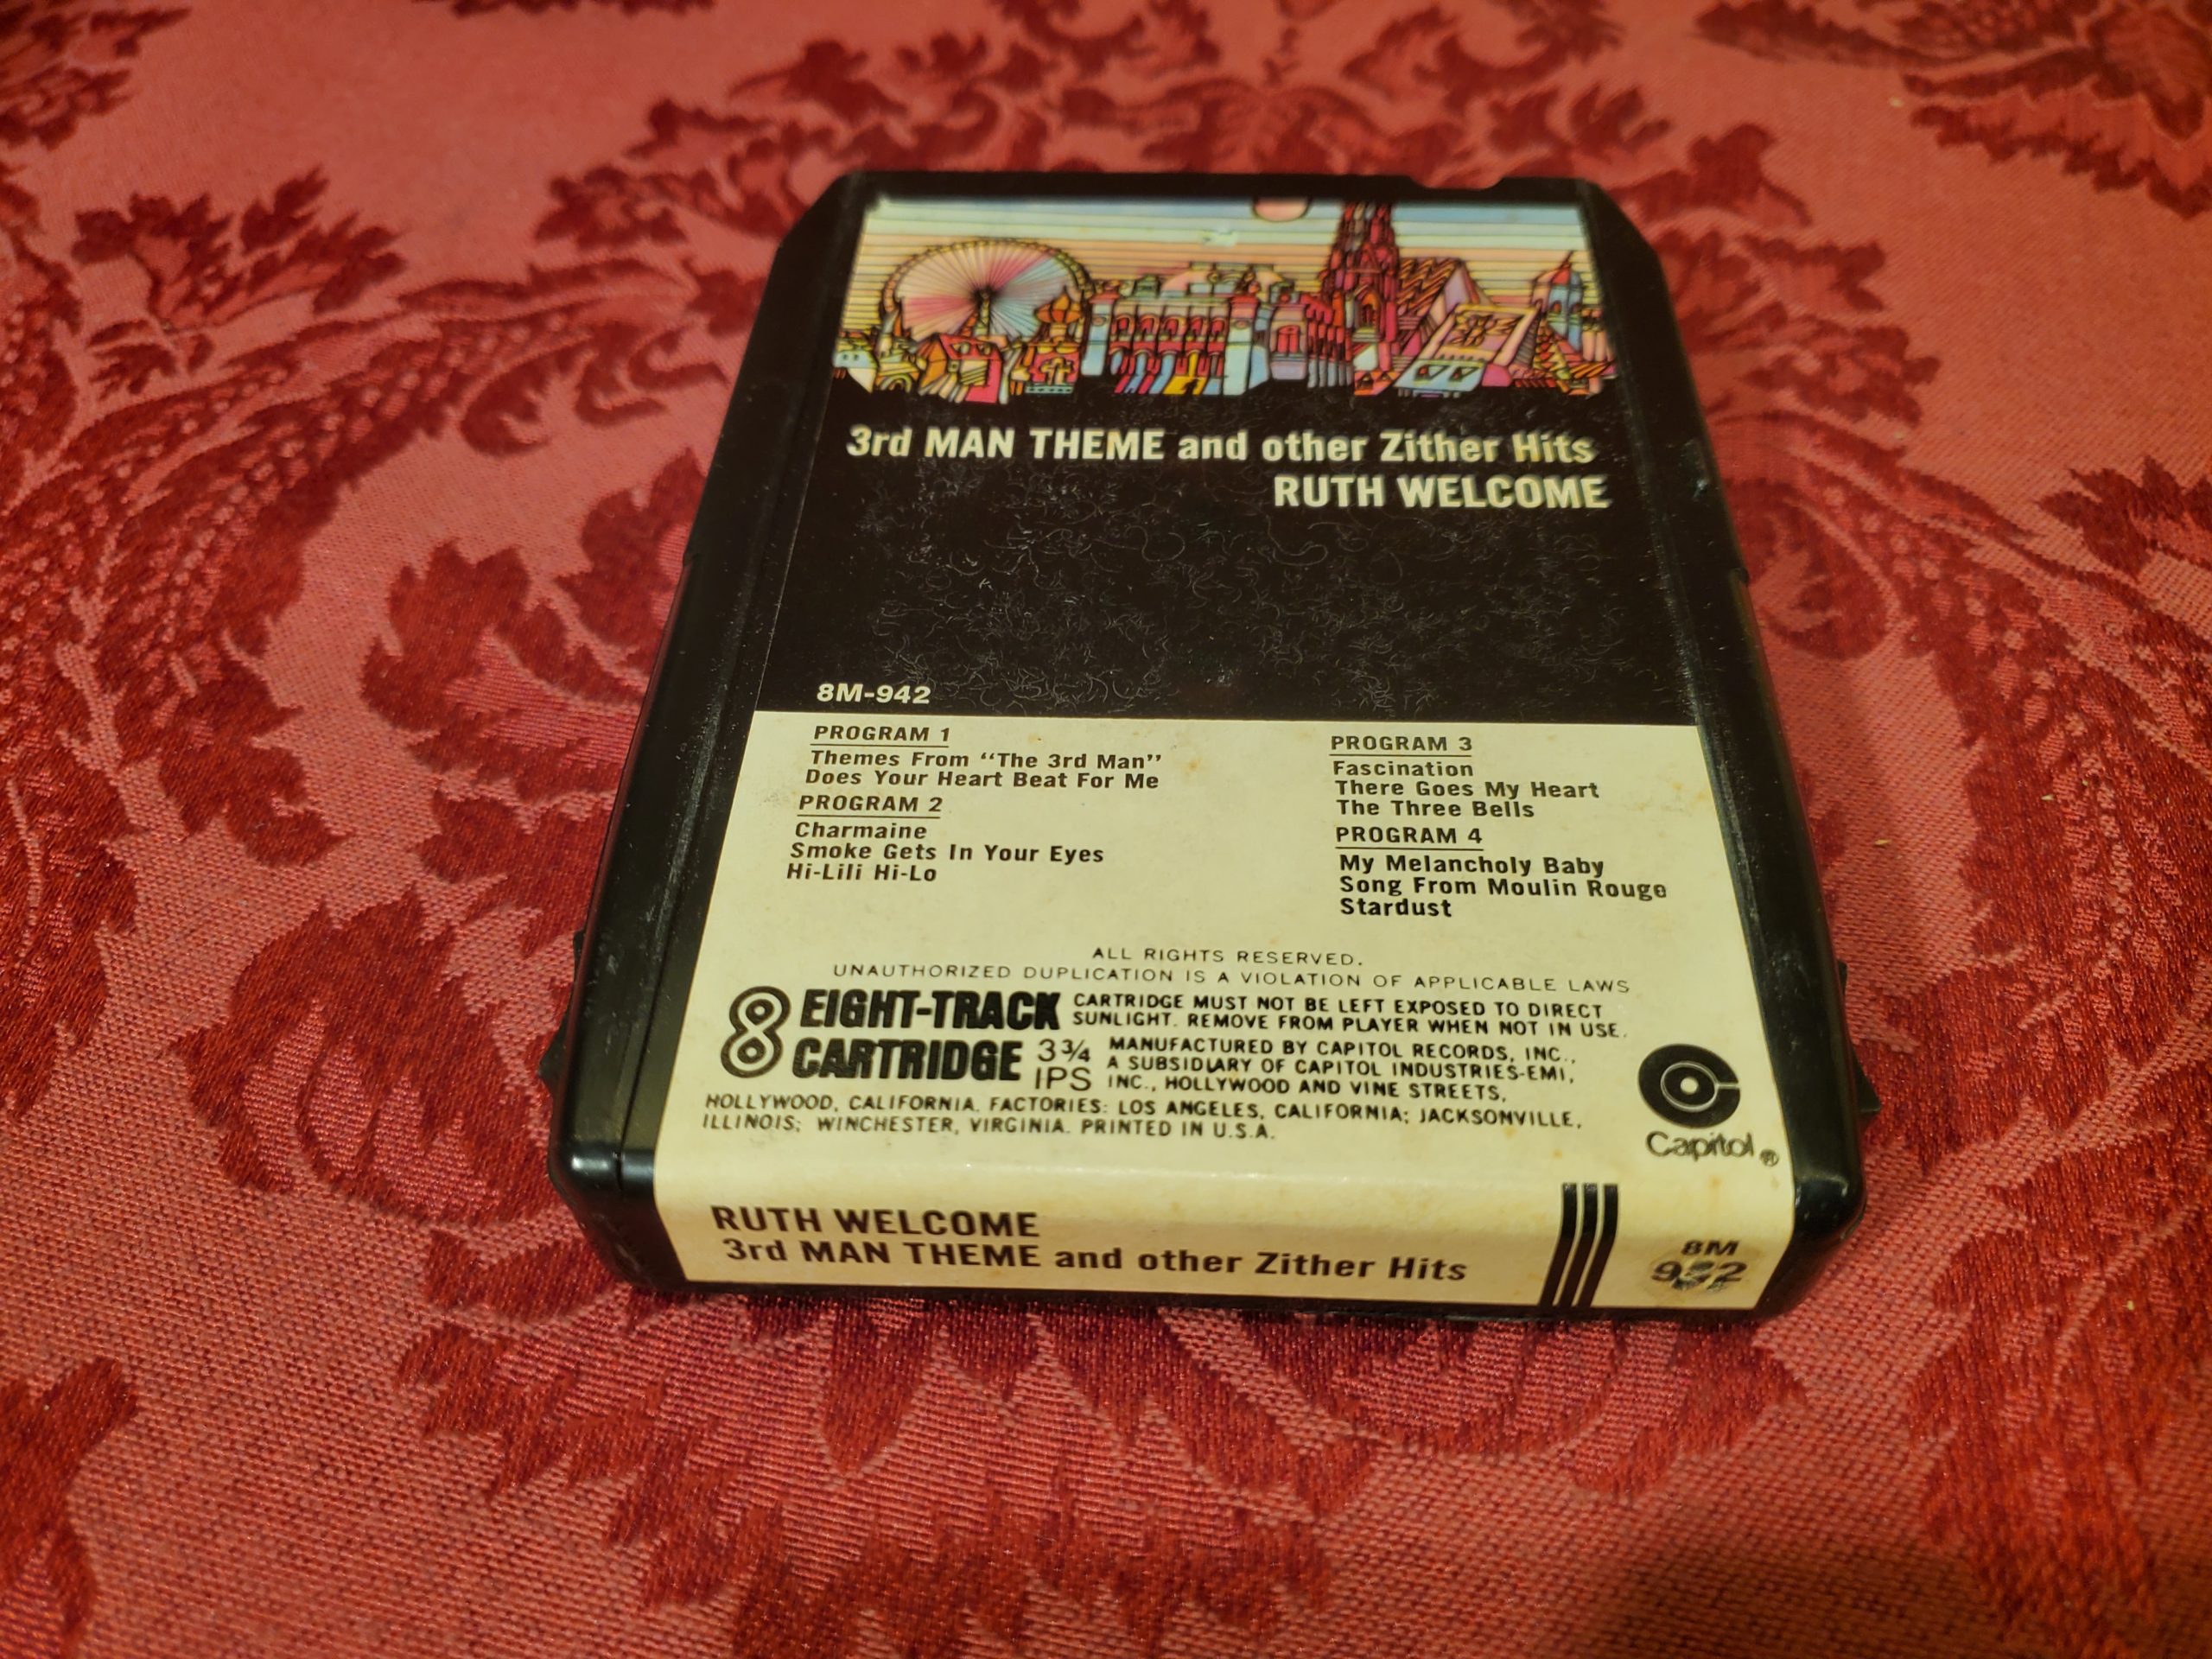 3rd MAN THEME and other Zither Hits
RUTH WELCOME
8M-942
PROGRAM 1
Themes From “The 3rd Man”
Does Your Heart Beat For Me
PROGRAM 2
Charmaine
Smoke Gets In Your Eyes
Hi-Lili Hi-Lo
PROGRAM 3
Fascination
There Goes My Heart
The Three Bells
PROGRAM 4
My Melancholy Baby
Song From Moulin Rouge
Stardust
ALL RIGHTS RESERVED.
UNAUTHORIZED DUPLICATION IS A VIOLATION OF APPLICABLE LAWS
8 EIGHT-TRACK
CARTRIDGE 3¾
IPS
CARTRIDGE MUST NOT BE LEFT EXPOSED TO DIRECT
SUNLIGHT. REMOVE FROM PLAYER WHEN NOT IN USE.
MANUFACTURED BY CAPITOL RECORDS, INC.,
A SUBSIDIARY OF CAPITOL INDUSTRIES-EMI,
INC., HOLLYWOOD AND VINE STREETS,
HOLLYWOOD, CALIFORNIA. FACTORIES: LOS ANGELES, CALIFORNIA; JACKSONVILLE,
ILLINOIS; WINCHESTER, VIRGINIA. PRINTED IN U.S.A.
Capitol®
RUTH WELCOME
3rd MAN THEME and other Zither Hits
8M
942